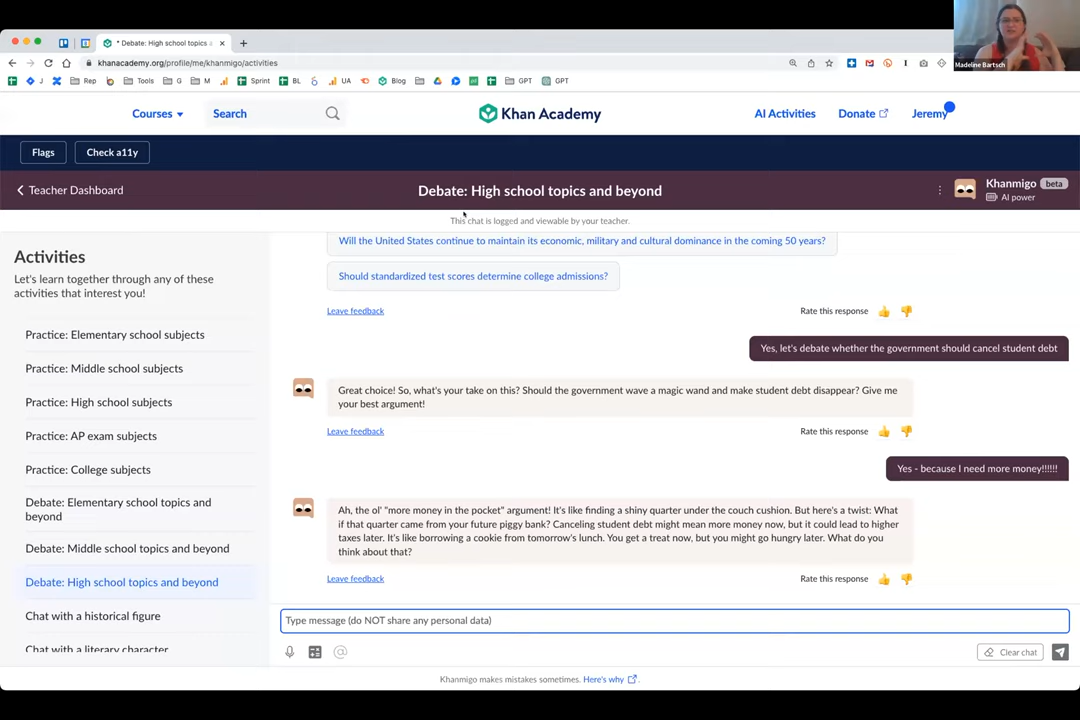 * Debate: High school topics a
khanacademy.org/profile/me/khanmigo/activities
Madeline Bartsch
J Rep Tools G M Sprint BL UA Blog GPT GPT
Courses Search Khan Academy AI Activities Donate Jeremy
Flags Check a11y
Teacher Dashboard
Debate: High school topics and beyond
Khanmigo beta
AI power
This chat is logged and viewable by your teacher.
Activities
Let's learn together through any of these
activities that interest you!
Practice: Elementary school subjects
Practice: Middle school subjects
Practice: High school subjects
Practice: AP exam subjects
Practice: College subjects
Debate: Elementary school topics and
beyond
Debate: Middle school topics and beyond
Debate: High school topics and beyond
Chat with a historical figure
Chat with a literary character
Will the United States continue to maintain its economic, military and cultural dominance in the coming 50 years?
Should standardized test scores determine college admissions?
Leave feedback Rate this response
Yes, let's debate whether the government should cancel student debt
Great choice! So, what's your take on this? Should the government wave a magic wand and make student debt disappear? Give me
your best argument!
Leave feedback Rate this response
Yes - because I need more money!!!!!!
Ah, the ol' "more money in the pocket" argument! It's like finding a shiny quarter under the couch cushion. But here's a twist: What
if that quarter came from your future piggy bank? Canceling student debt might mean more money now, but it could lead to higher
taxes later. It's like borrowing a cookie from tomorrow's lunch. You get a treat now, but you might go hungry later. What do you
think about that?
Leave feedback Rate this response
Type message (do NOT share any personal data)
Clear chat
Khanmigo makes mistakes sometimes. Here's why.